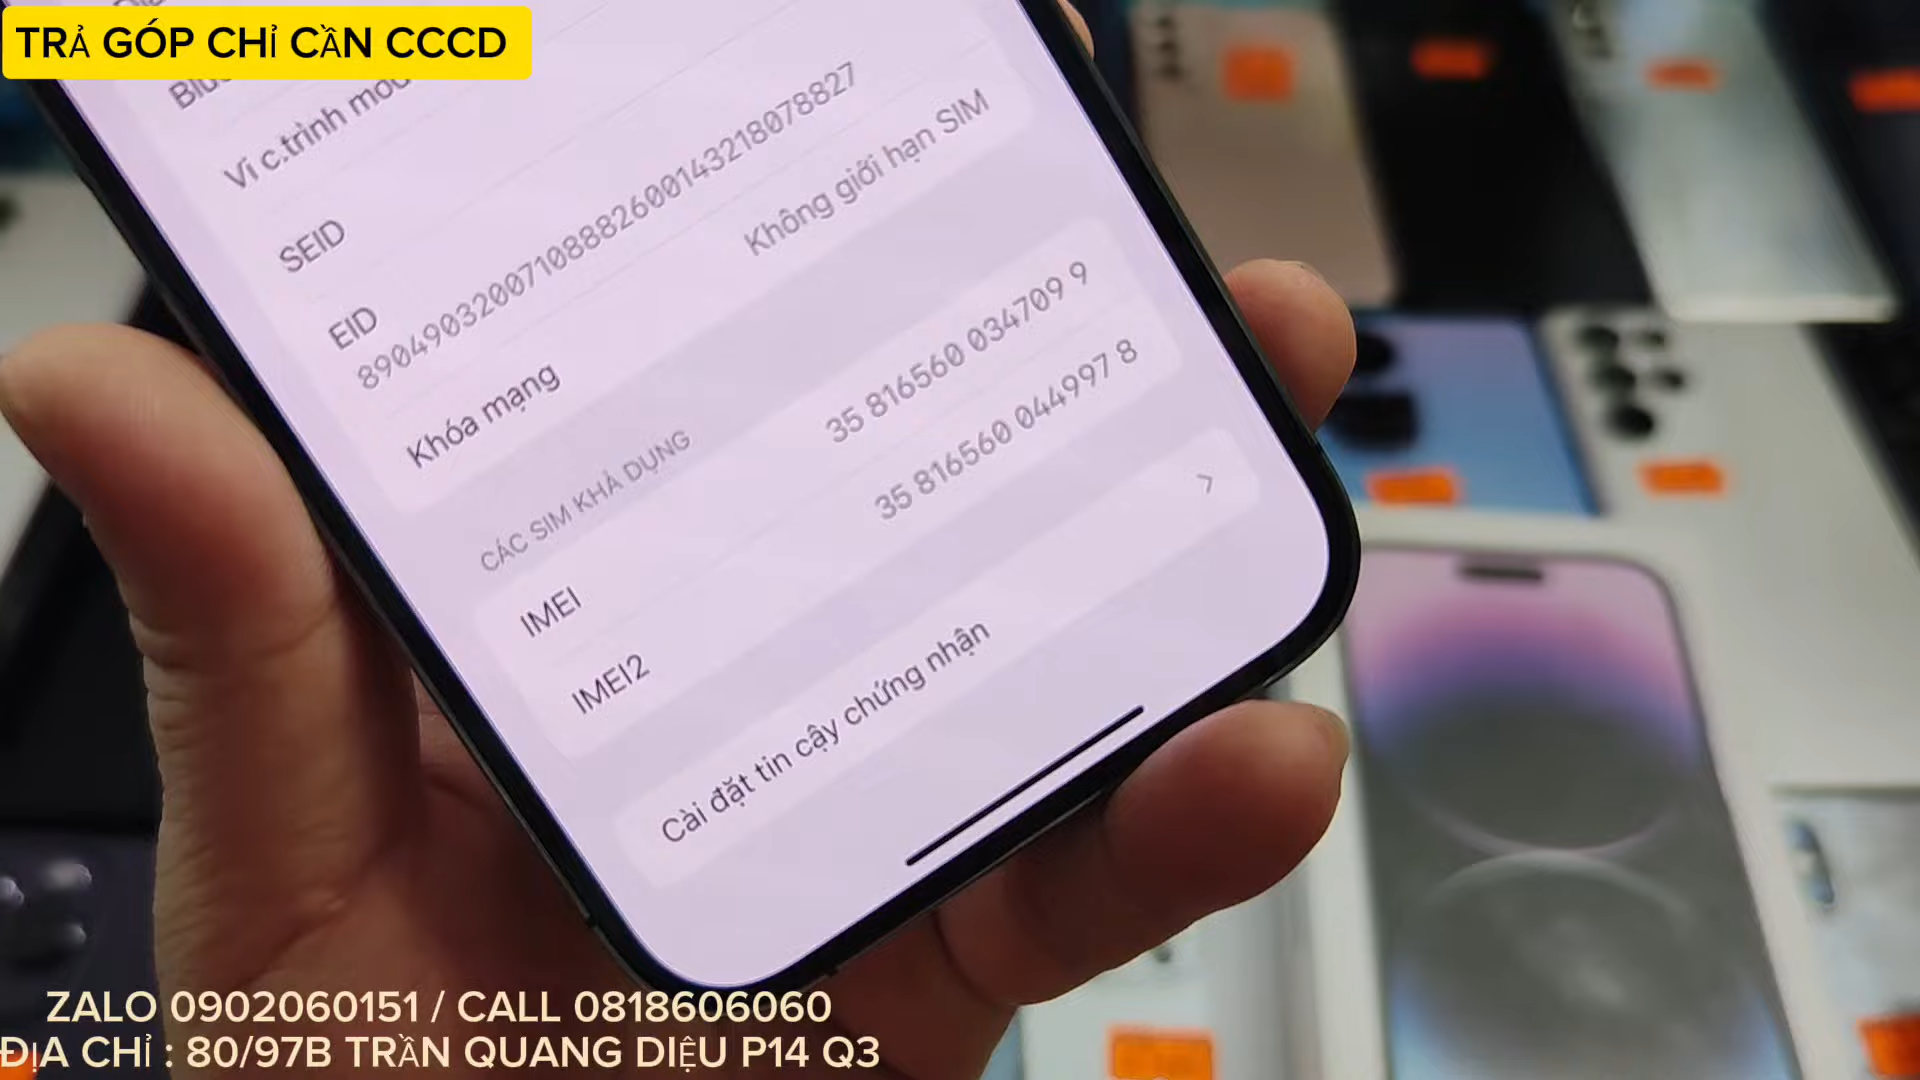 TRẢ GÓP CHỈ CẦN CCCD
Vi c.trình
SEID
EID
89049032007108882600143218078827
Khóa mạng
Không giới hạn SIM
CÁC SIM KHẢ DỤNG
IMEI
35 816560 034709 9
IMEI2
35 816560 044997 8
Cài đặt tin cậy chứng nhận
ZALO 0902060151 / CALL 0818606060
ĐỊA CHỈ : 80/97B TRẦN QUANG DIỆU P14 Q3